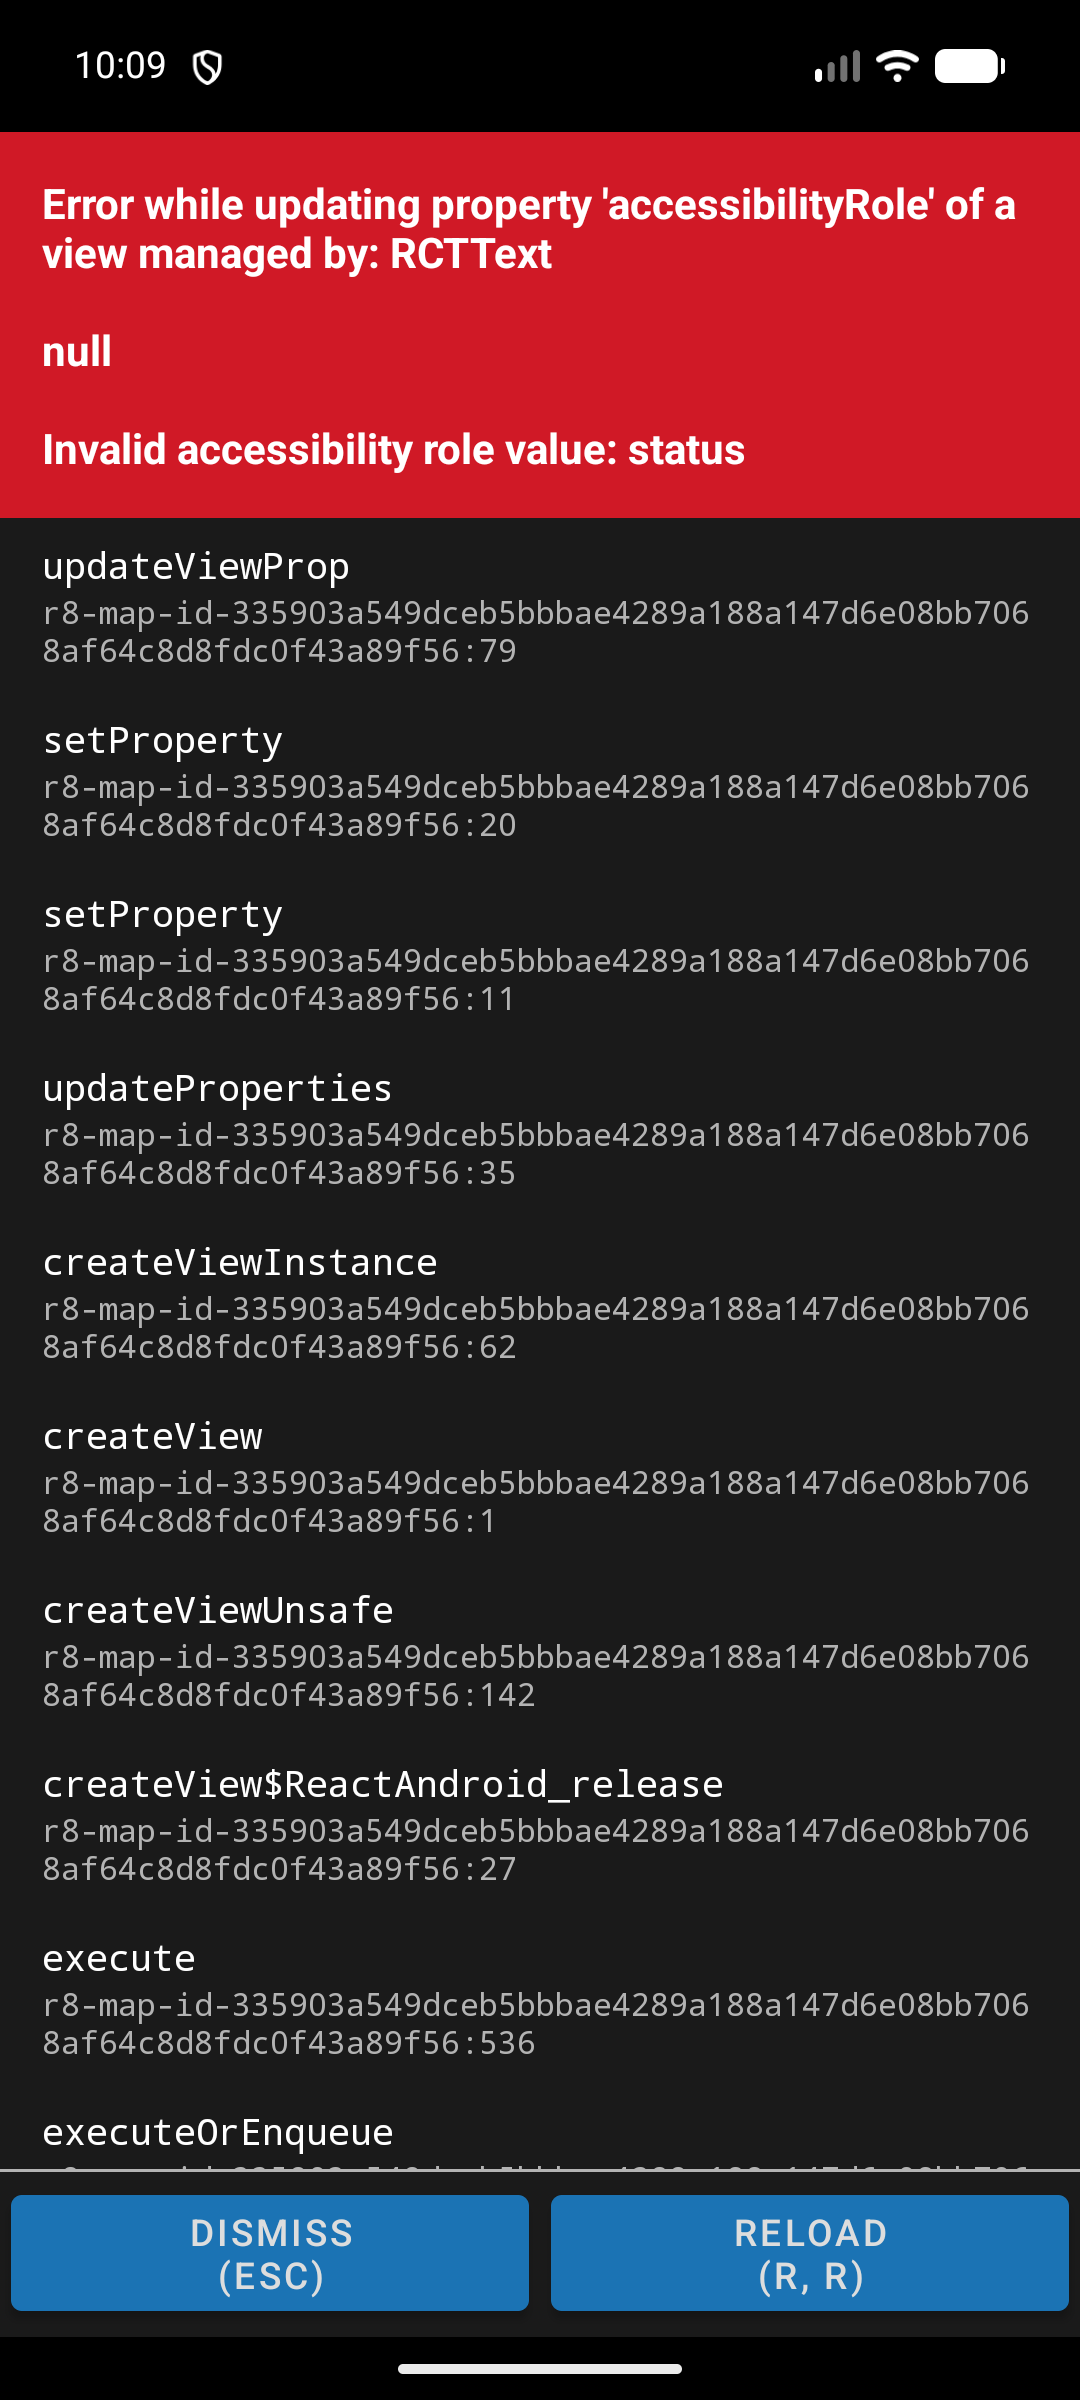 10:09
Error while updating property 'accessibilityRole' of a
view managed by: RCTText
null
Invalid accessibility role value: status
updateViewProp
r8-map-id-335903a549dceb5bbbae4289a188a147d6e08bb706
8af64c8d8fdc0f43a89f56:79
setProperty
r8-map-id-335903a549dceb5bbbae4289a188a147d6e08bb706
8af64c8d8fdc0f43a89f56:20
setProperty
r8-map-id-335903a549dceb5bbbae4289a188a147d6e08bb706
8af64c8d8fdc0f43a89f56:11
updateProperties
r8-map-id-335903a549dceb5bbbae4289a188a147d6e08bb706
8af64c8d8fdc0f43a89f56:35
createViewInstance
r8-map-id-335903a549dceb5bbbae4289a188a147d6e08bb706
8af64c8d8fdc0f43a89f56:62
createView
r8-map-id-335903a549dceb5bbbae4289a188a147d6e08bb706
8af64c8d8fdc0f43a89f56:1
createViewUnsafe
r8-map-id-335903a549dceb5bbbae4289a188a147d6e08bb706
8af64c8d8fdc0f43a89f56:142
createView$ReactAndroid_release
r8-map-id-335903a549dceb5bbbae4289a188a147d6e08bb706
8af64c8d8fdc0f43a89f56:27
execute
r8-map-id-335903a549dceb5bbbae4289a188a147d6e08bb706
8af64c8d8fdc0f43a89f56:536
executeOrEnqueue
DISMISS
(ESC)
RELOAD
(R, R)